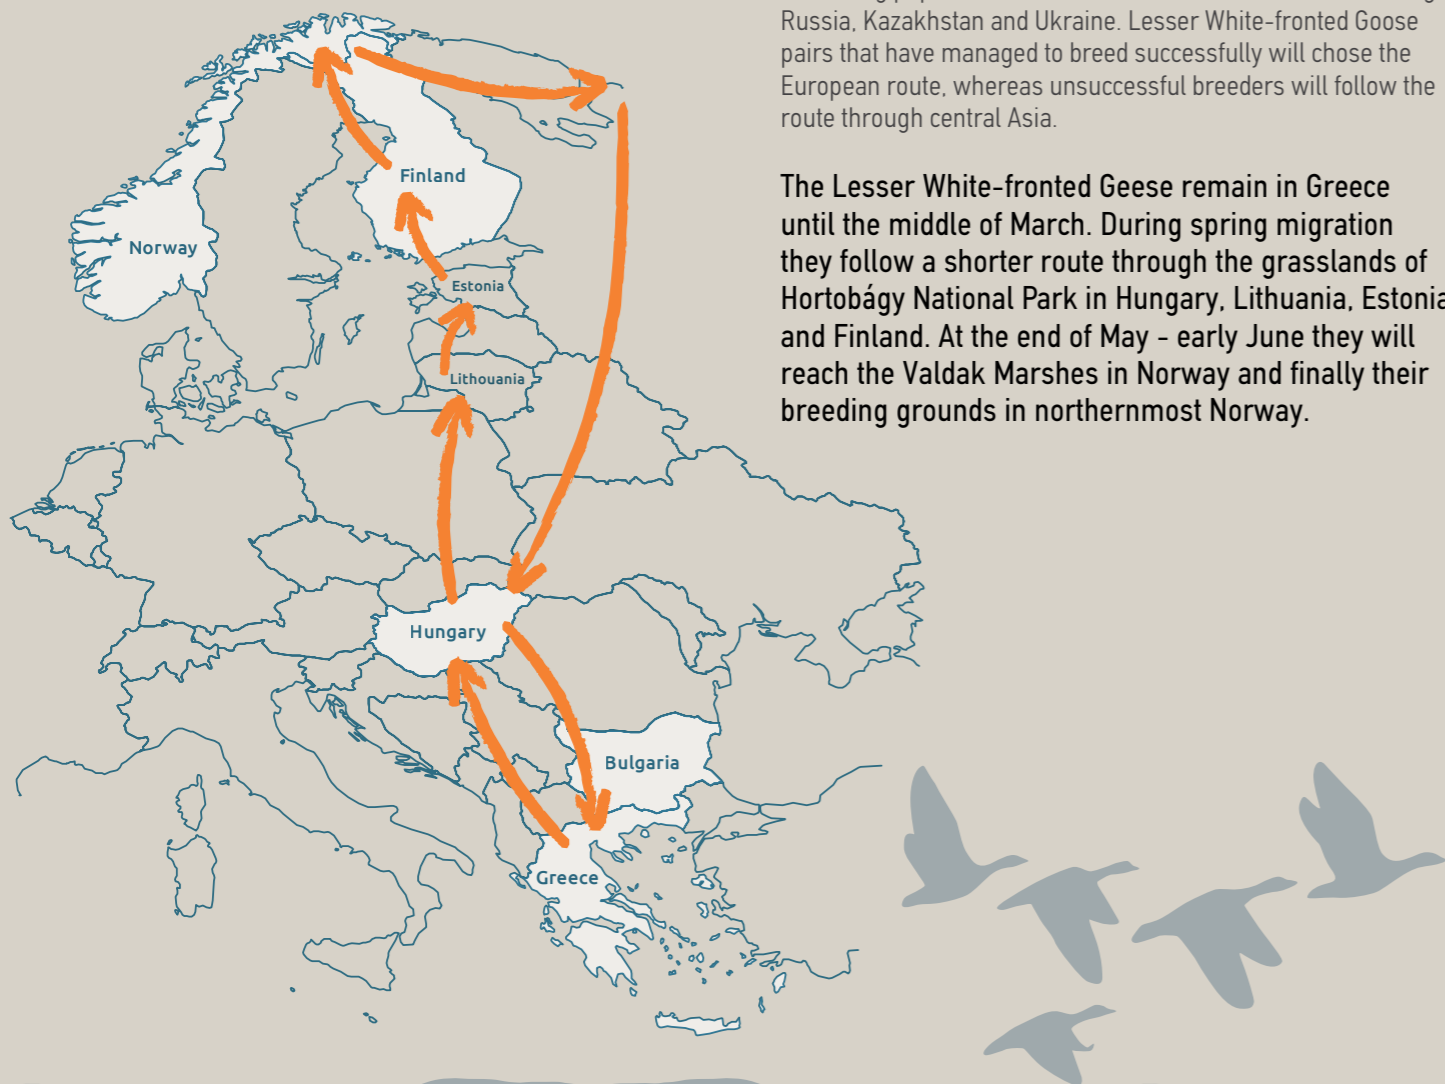 Russia, Kazakhstan and Ukraine. Lesser White-fronted Goose
pairs that have managed to breed successfully will chose the
European route, whereas unsuccessful breeders will follow the
route through central Asia.
The Lesser White-fronted Geese remain in Greece
until the middle of March. During spring migration
they follow a shorter route through the grasslands of
Hortobágy National Park in Hungary, Lithuania, Estonia
and Finland. At the end of May - early June they will
reach the Valdak Marshes in Norway and finally their
breeding grounds in northernmost Norway.
Finland
Norway
Estonia
Lithouania
Hungary
Bulgaria
Greece